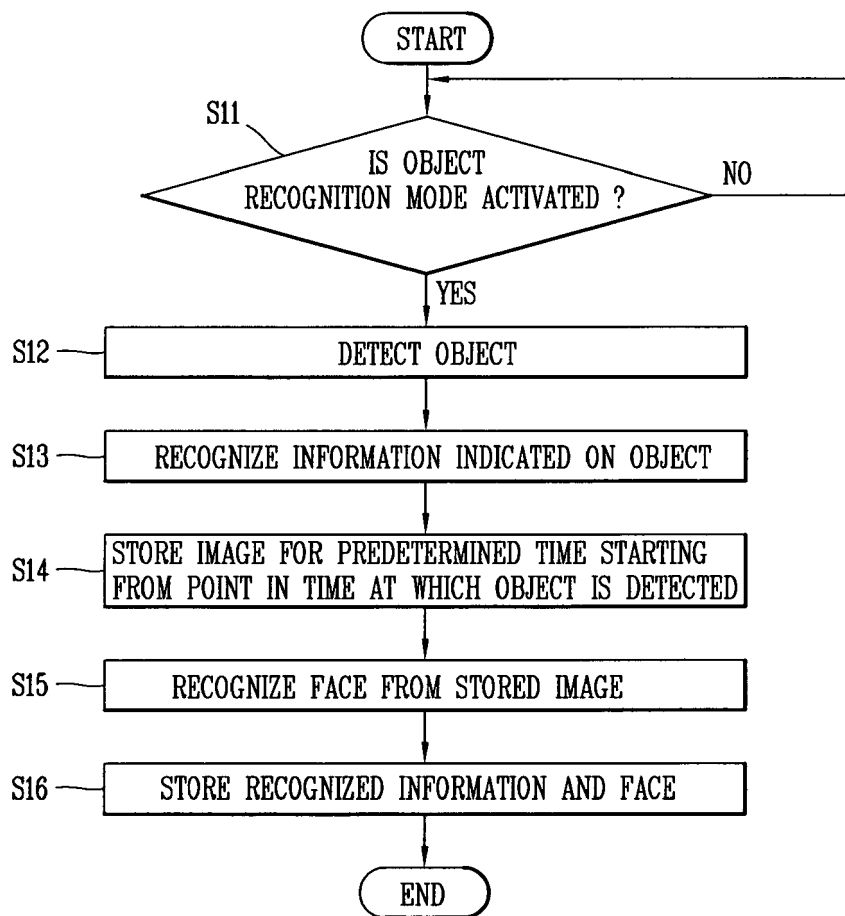 START
S11
IS OBJECT
RECOGNITION MODE ACTIVATED ?
NO
YES
S12
DETECT OBJECT
S13
RECOGNIZE INFORMATION INDICATED ON OBJECT
S14
STORE IMAGE FOR PREDETERMINED TIME STARTING
FROM POINT IN TIME AT WHICH OBJECT IS DETECTED
S15
RECOGNIZE FACE FROM STORED IMAGE
S16
STORE RECOGNIZED INFORMATION AND FACE
END